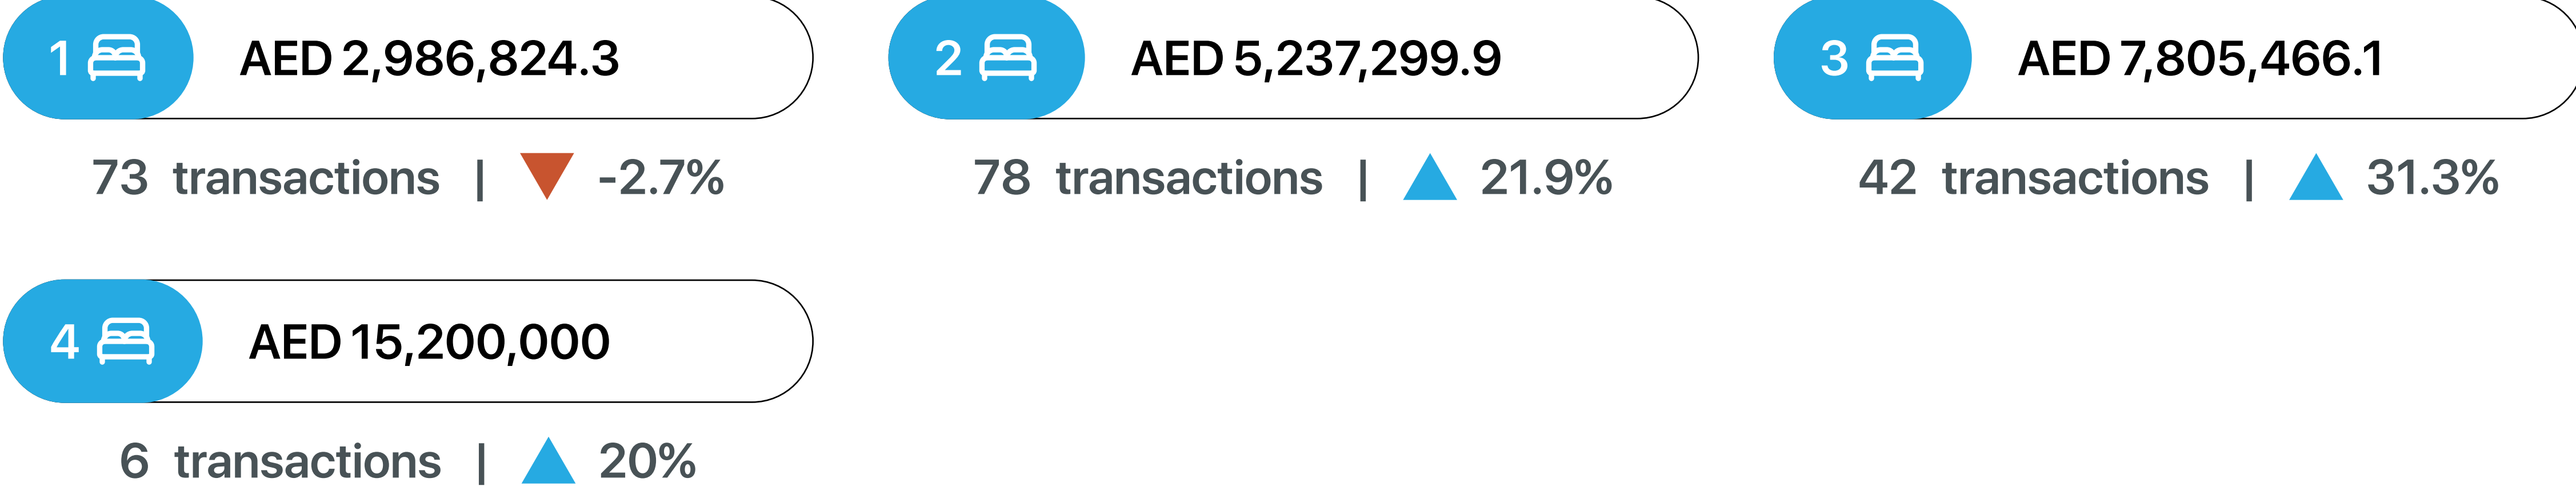 1 AED 2,986,824.3
73 transactions | -2.7%
2 AED 5,237,299.9
78 transactions | 21.9%
3 AED 7,805,466.1
42 transactions | 31.3%
4 AED 15,200,000
6 transactions | 20%